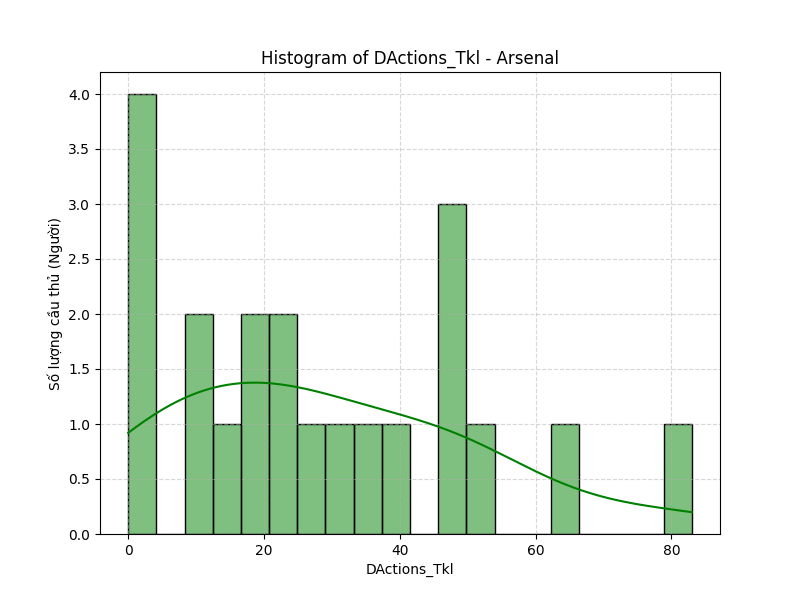 Histogram of DActions_Tkl - Arsenal
Số lượng cầu thủ (Người)
4.0
3.5
3.0
2.5
2.0
1.5
1.0
0.5
0.0
0 20 40 60 80
DActions_Tkl